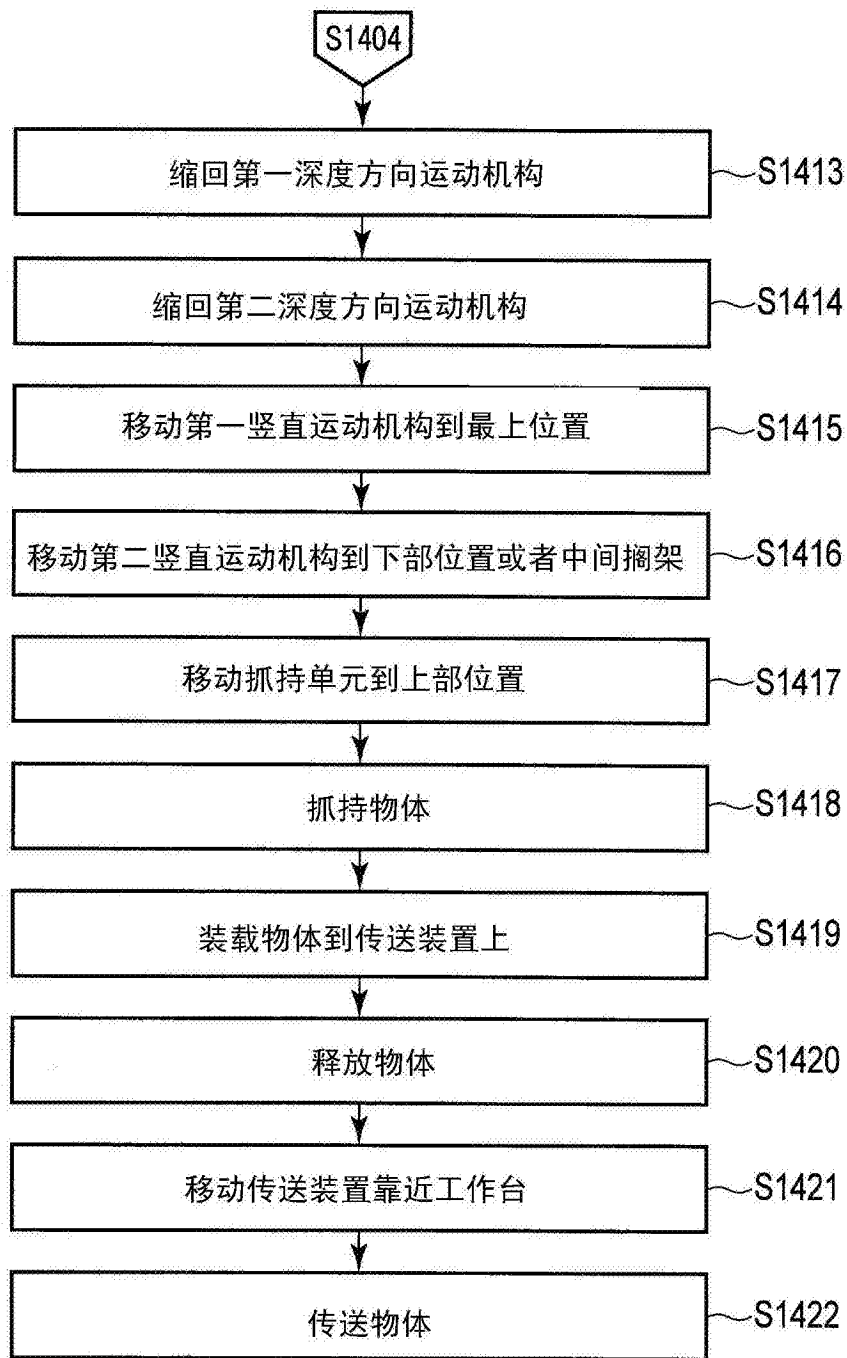 S1404
缩回第一深度方向运动机构
S1413
缩回第二深度方向运动机构
S1414
移动第一竖直运动机构到最上位置
S1415
移动第二竖直运动机构到下部位置或者中间搁架
S1416
移动抓持单元到上部位置
S1417
抓持物体
S1418
装载物体到传送装置上
S1419
释放物体
S1420
移动传送装置靠近工作台
S1421
传送物体
S1422